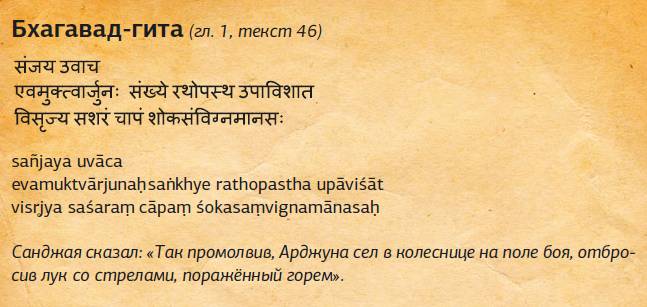 Бхагавад-гита (гл. 1, текст 46)
संजय उवाच
एवमुक्त्वार्जुनः संख्ये रथोपस्थ उपाविशात
विसृज्य सशरं चापं शोकसंविग्नमानसः
sañjaya uvāca
evamuktvārjunaḥsaṅkhye rathopastha upāviśāt
visṛjya saśaraṃ cāpaṃ śokasaṃvignamānasaḥ
Санджая сказал: «Так промолвив, Арджуна сел в колеснице на поле боя, отбро-
сив лук со стрелами, поражённый горем».